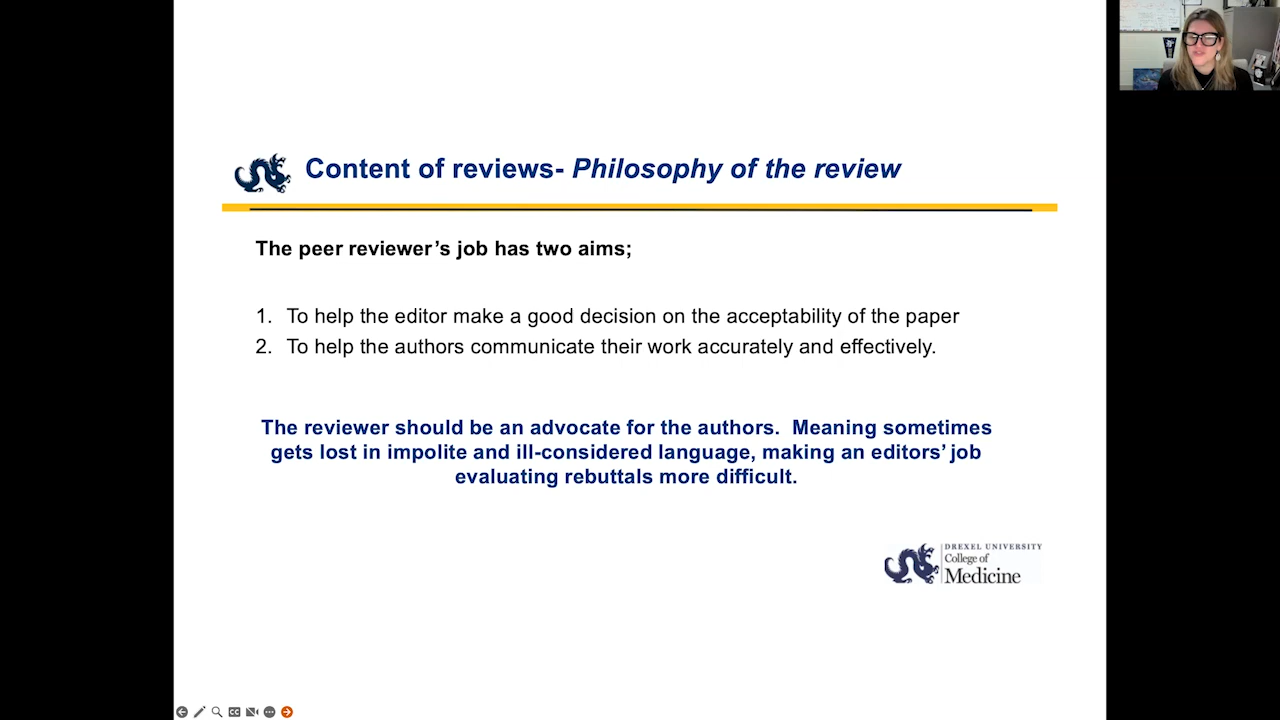 Content of reviews- Philosophy of the review
The peer reviewer’s job has two aims;
1. To help the editor make a good decision on the acceptability of the paper
2. To help the authors communicate their work accurately and effectively.
The reviewer should be an advocate for the authors.  Meaning sometimes
gets lost in impolite and ill-considered language, making an editors’ job
evaluating rebuttals more difficult.
DREXEL UNIVERSITY
College of
Medicine
CC